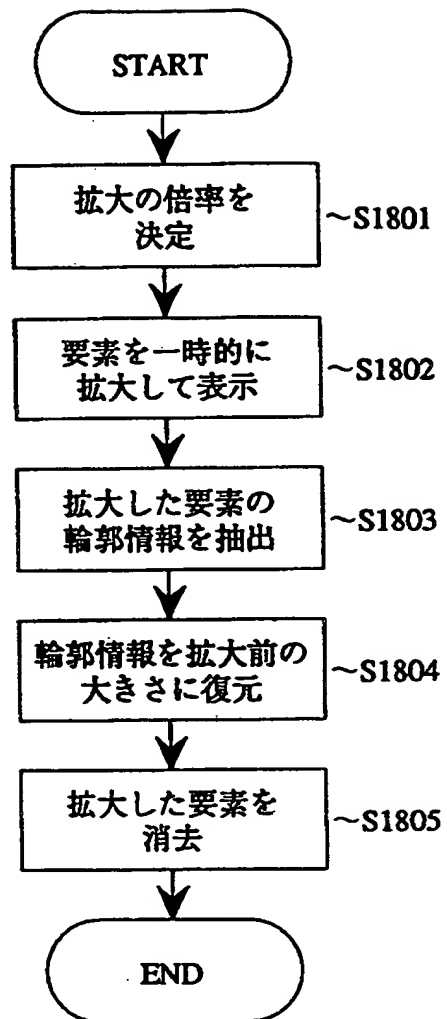 START
拡大の倍率を
決定
~S1801
要素を一時的に
拡大して表示
~S1802
拡大した要素の
輪郭情報を抽出
~S1803
輪郭情報を拡大前の
大きさに復元
~S1804
拡大した要素を
消去
~S1805
END